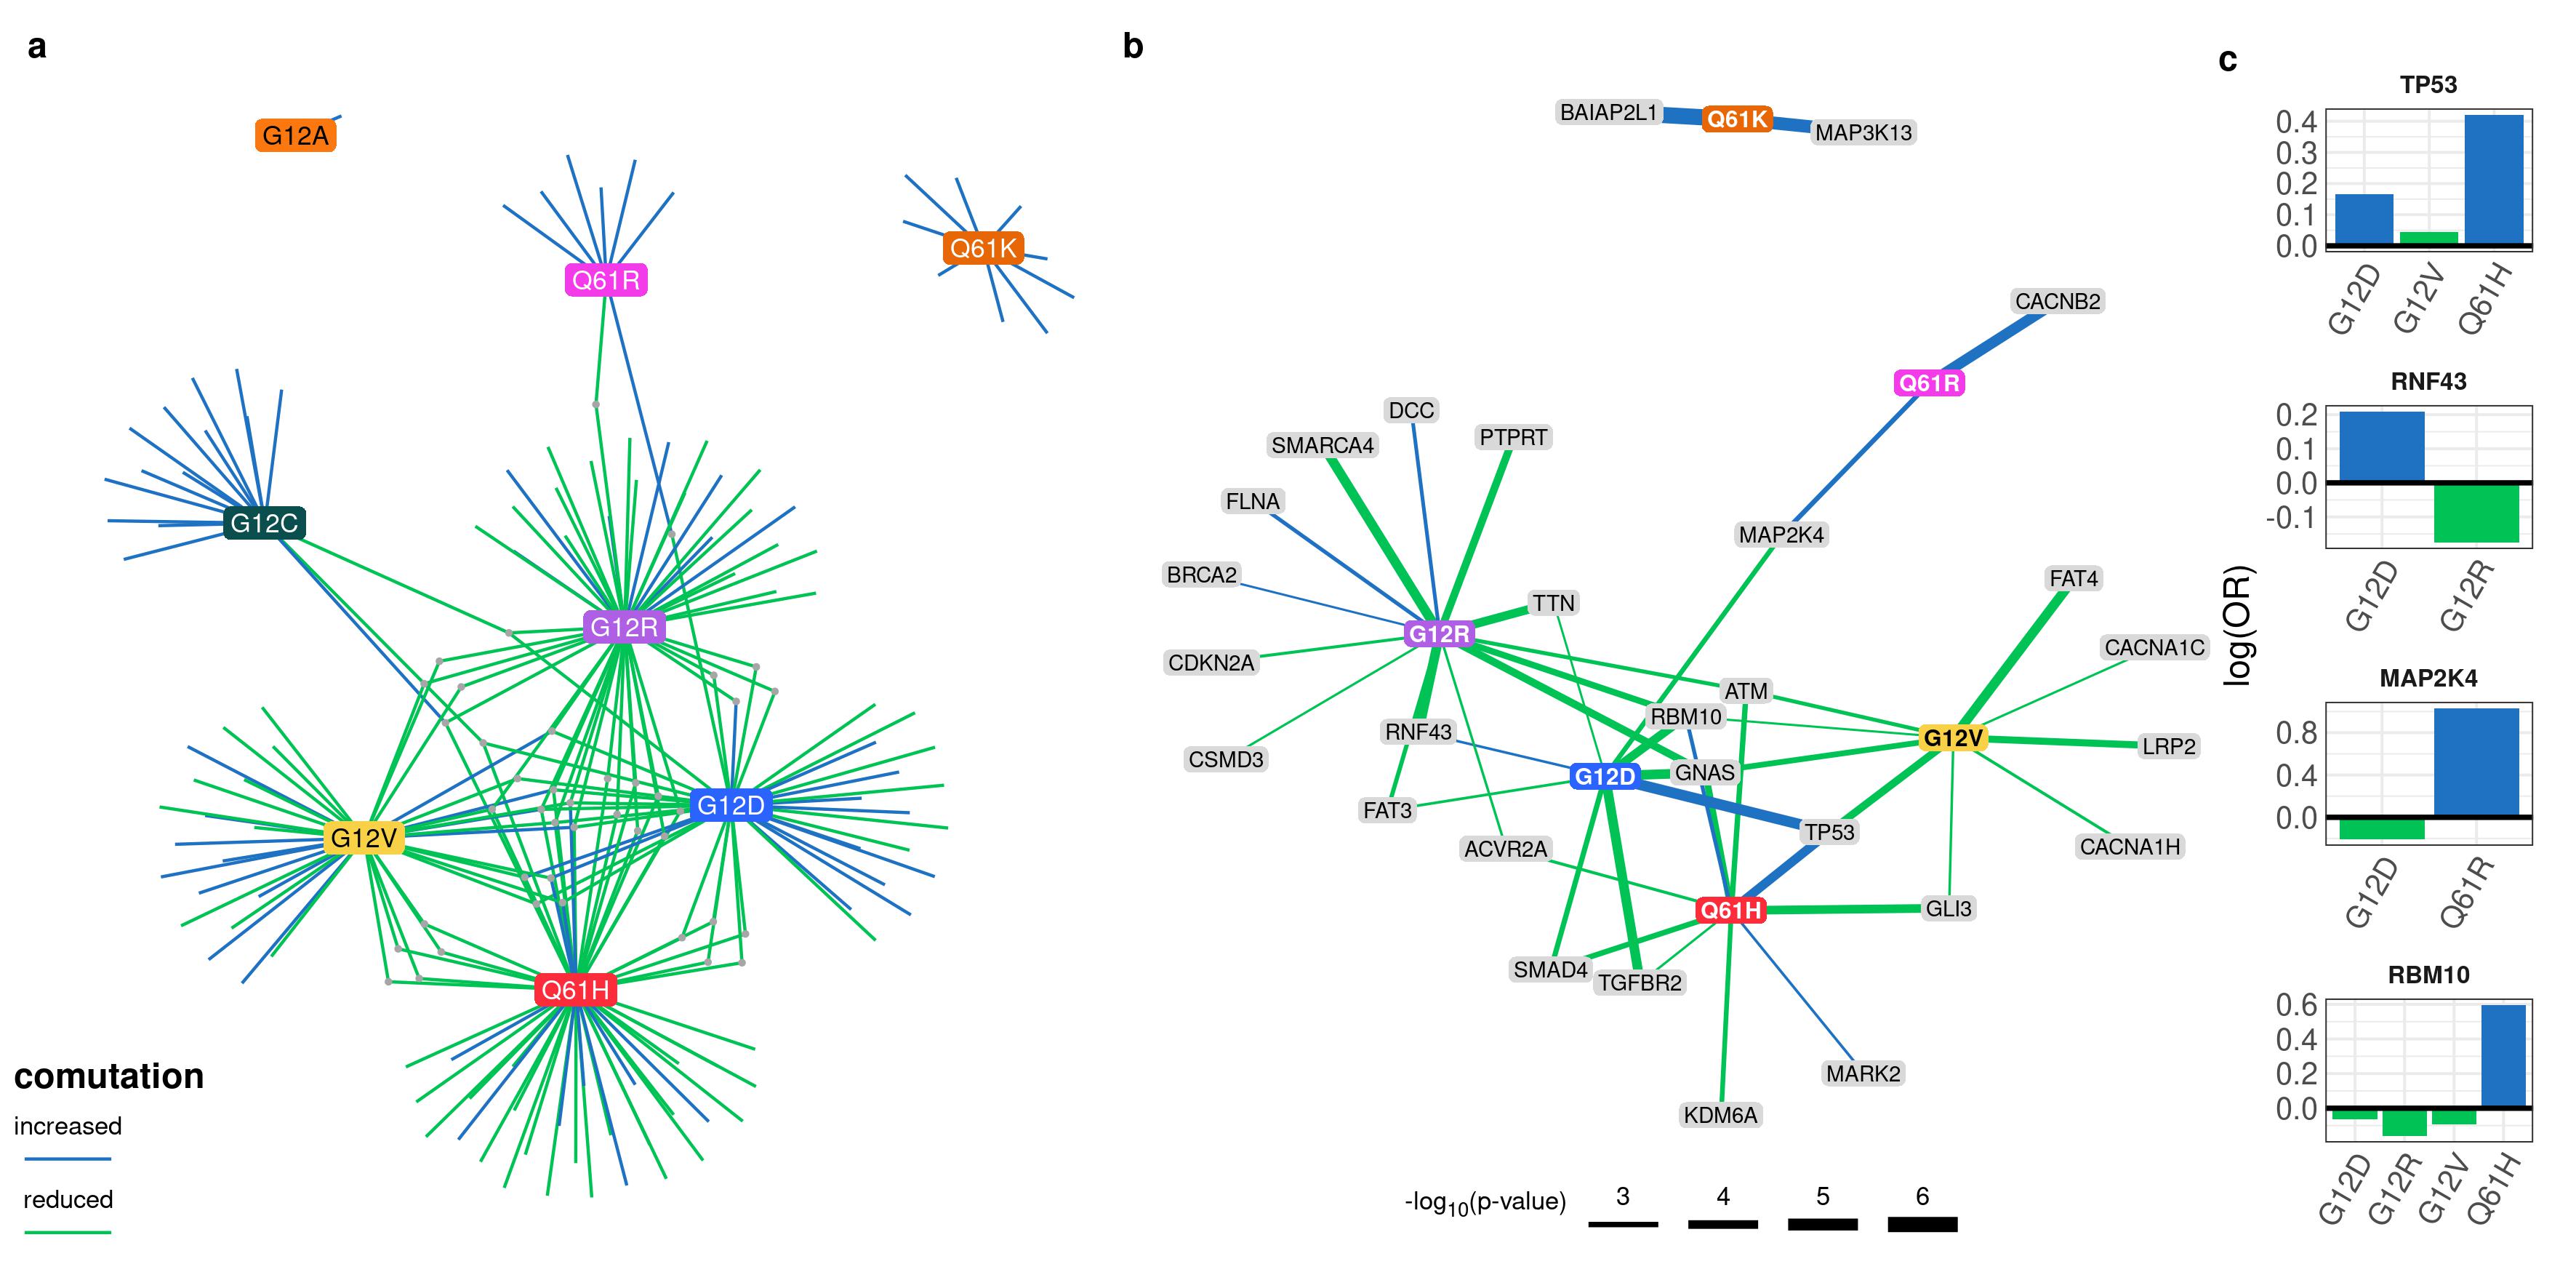 a
G12A
Q61R
Q61K
G12C
G12R
G12V
G12D
Q61H
comutation
increased
reduced
b
BAIAP2L1
Q61K
MAP3K13
CACNB2
Q61R
DCC
SMARCA4
PTPRT
FLNA
MAP2K4
BRCA2
FAT4
TTN
G12R
CACNA1C
CDKN2A
ATM
RBM10
RNF43
G12V
LRP2
CSMD3
G12D
GNAS
FAT3
TP53
ACVR2A
CACNA1H
Q61H
GLI3
SMAD4
TGFBR2
MARK2
KDM6A
-log10(p-value)
3 4 5 6
c
log(OR)
TP53
0.4
0.3
0.2
0.1
0.0
G12D G12V Q61H
RNF43
0.2
0.1
0.0
-0.1
G12D G12R
MAP2K4
0.8
0.4
0.0
G12D Q61R
RBM10
0.6
0.4
0.2
0.0
G12D G12R G12V Q61H